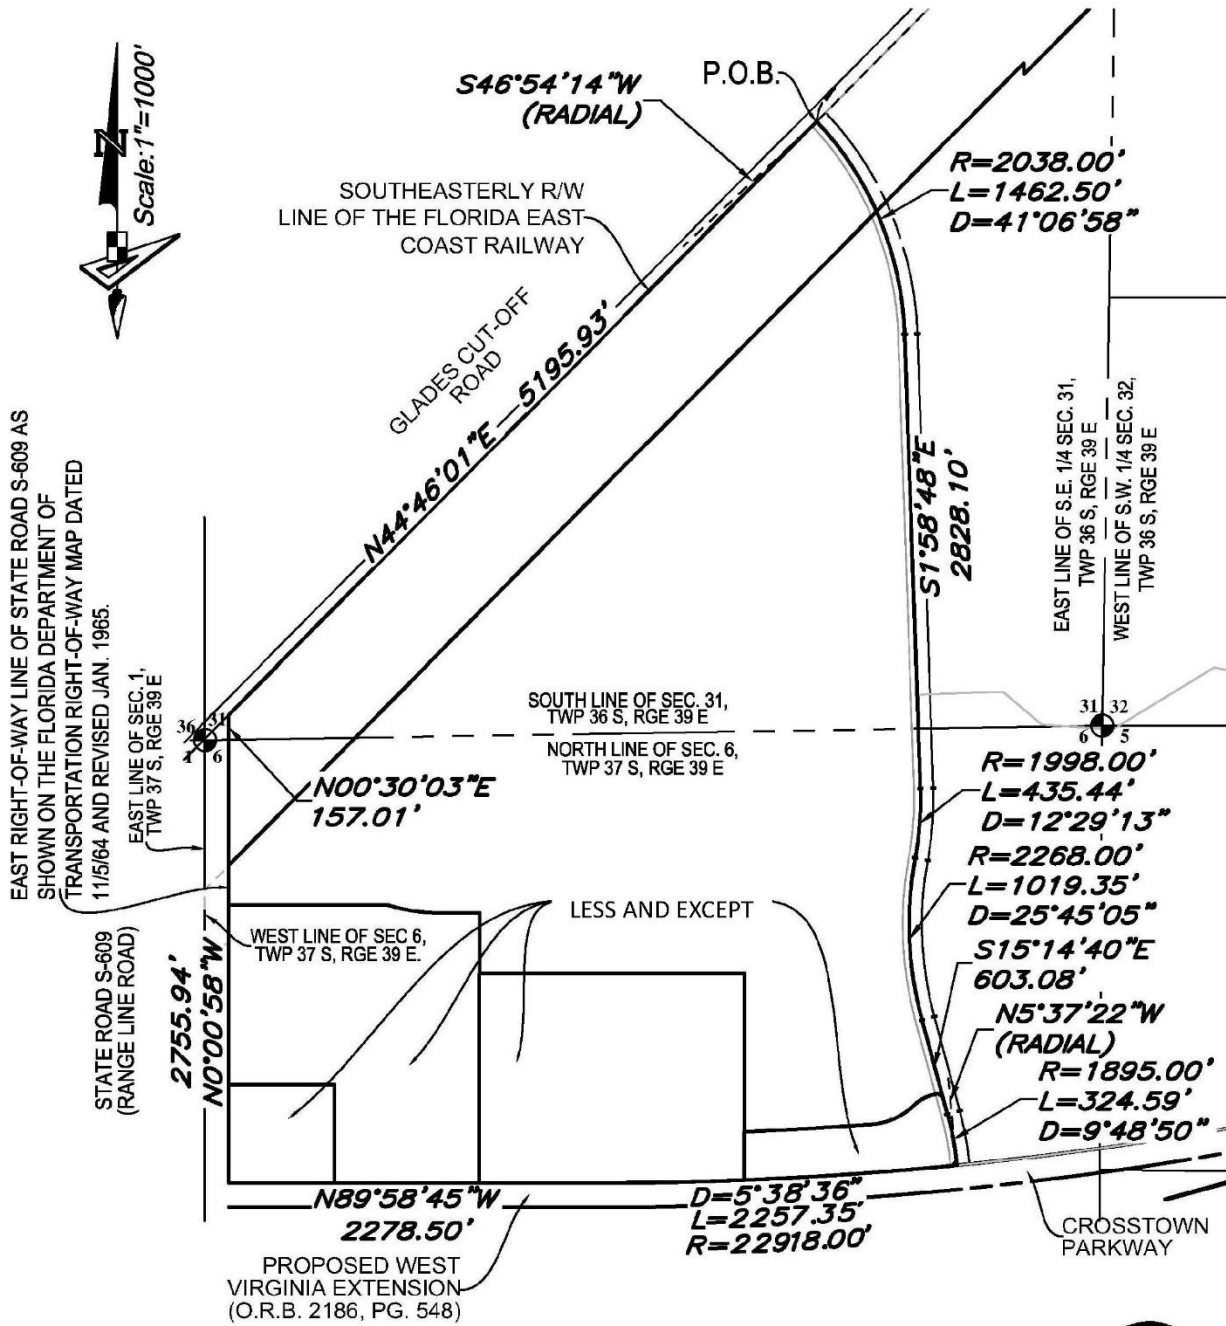 N
Scale:1"=1000'
S46°54'14"W
(RADIAL)
P.O.B.
R=2038.00'
L=1462.50'
D=41°06'58"
SOUTHEASTERLY R/W
LINE OF THE FLORIDA EAST
COAST RAILWAY
GLADES CUT-OFF
ROAD
N44°46'01"E
5195.93'
S1°58'48"E
2828.10'
EAST LINE OF S.E. 1/4 SEC. 31,
TWP 36 S, RGE 39 E
WEST LINE OF S.W. 1/4 SEC. 32,
TWP 36 S, RGE 39 E
EAST RIGHT-OF-WAY LINE OF STATE ROAD S-609 AS
SHOWN ON THE FLORIDA DEPARTMENT OF
TRANSPORTATION RIGHT-OF-WAY MAP DATED
11/5/64 AND REVISED JAN. 1965.
EAST LINE OF SEC. 1,
TWP 37 S, RGE 39 E
36 31
1 6
SOUTH LINE OF SEC. 31,
TWP 36 S, RGE 39 E
NORTH LINE OF SEC. 6,
TWP 37 S, RGE 39 E
31 32
6 5
N00°30'03"E
157.01'
R=1998.00'
L=435.44'
D=12°29'13"
R=2268.00'
L=1019.35'
D=25°45'05"
LESS AND EXCEPT
WEST LINE OF SEC 6,
TWP 37 S, RGE 39 E.
S15°14'40"E
603.08'
N5°37'22"W
(RADIAL)
STATE ROAD S-609
(RANGE LINE ROAD)
2755.94'
N0°00'58"W
R=1895.00'
L=324.59'
D=9°48'50"
N89°58'45"W
2278.50'
D=5°38'36"
L=2257.35'
R=22918.00'
CROSSTOWN
PARKWAY
PROPOSED WEST
VIRGINIA EXTENSION
(O.R.B. 2186, PG. 548)